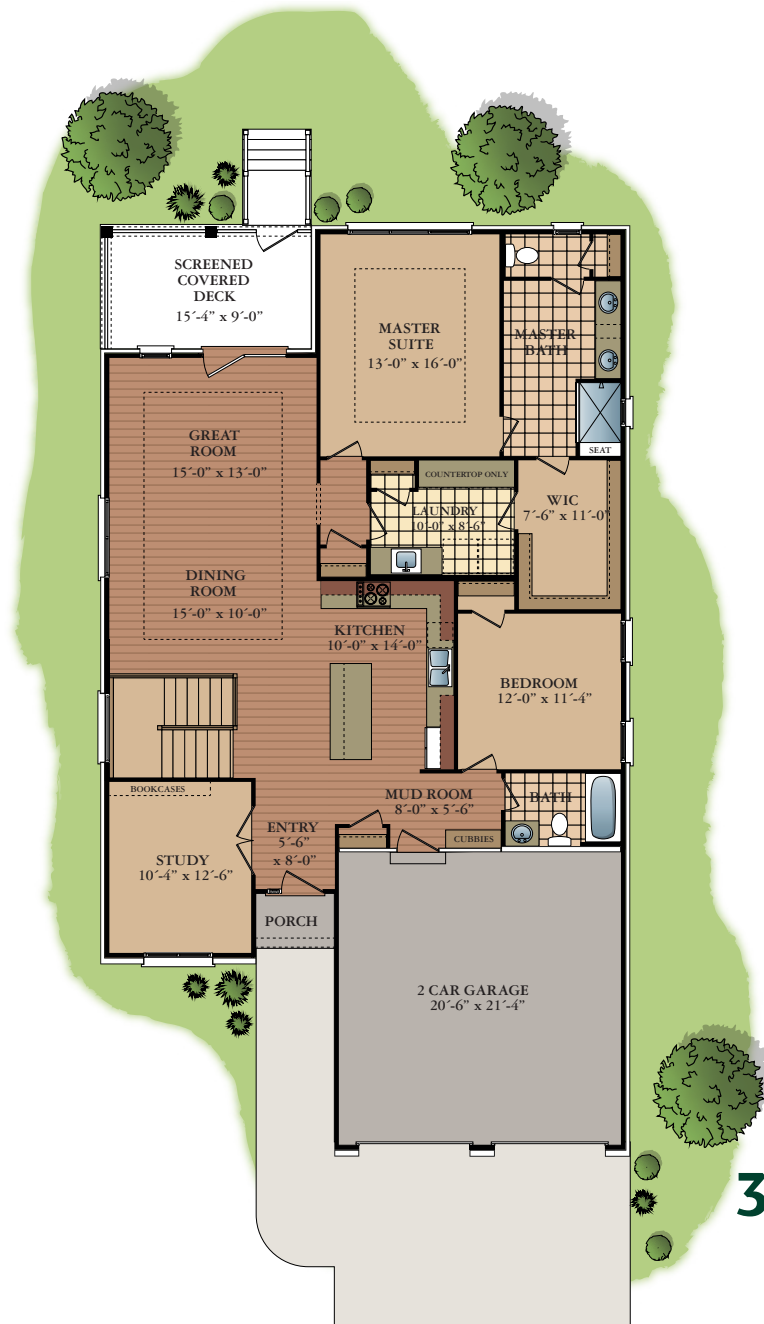 SCREENED
COVERED
DECK
15´-4” x 9´-0”
MASTER
SUITE
13´-0” x 16´-0”
MASTER
BATH
SEAT
GREAT
ROOM
15´-0” x 13´-0”
COUNTERTOP ONLY
LAUNDRY
10´-0” x 8´-6”
WIC
7´-6” x 11´-0”
DINING
ROOM
15´-0” x 10´-0”
KITCHEN
10´-0” x 14´-0”
BEDROOM
12´-0” x 11´-4”
BOOKCASES
MUD ROOM
8´-0” x 5´-6”
BATH
ENTRY
5´-6”
x 8´-0”
CUBBIES
STUDY
10´-4” x 12´-6”
PORCH
2 CAR GARAGE
20´-6” x 21´-4”
3